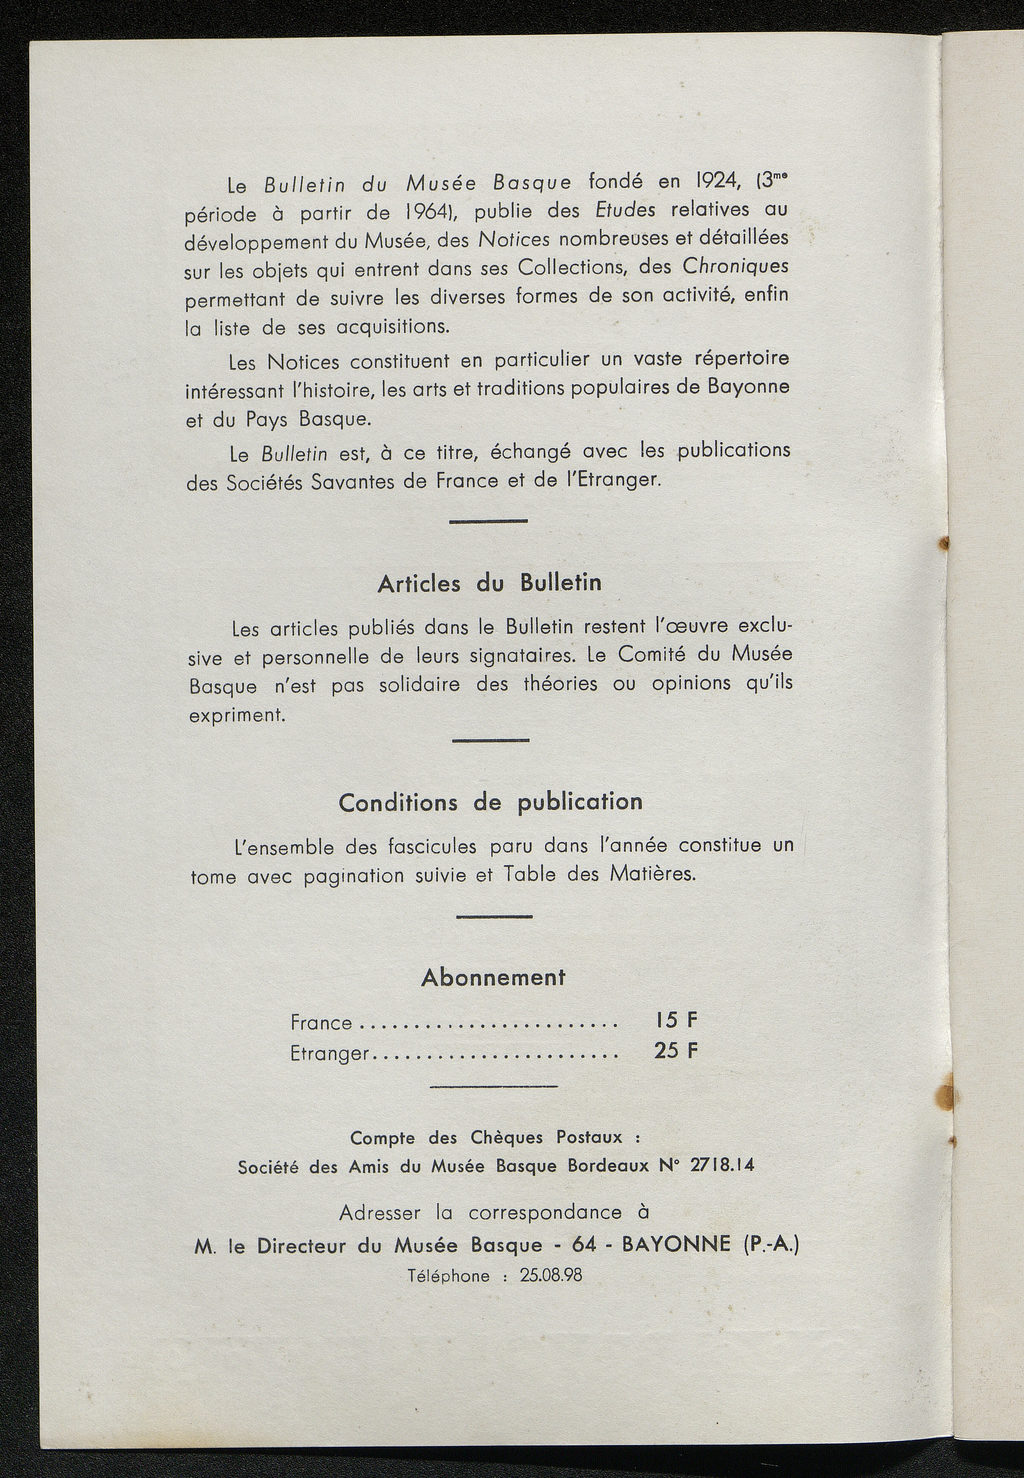 Le Bulletin du Musée Basque fondé en 1924, (3me
période à partir de 1964), publie des Etudes relatives au
développement du Musée, des Notices nombreuses et détaillées
sur les objets qui entrent dans ses Collections, des Chroniques
permettant de suivre les diverses formes de son activité, enfin
la liste de ses acquisitions.
Les Notices constituent en particulier un vaste répertoire
intéressant l'histoire, les arts et traditions populaires de Bayonne
et du Pays Basque.
Le Bulletin est, à ce titre, échangé avec les publications
des Sociétés Savantes de France et de l'Etranger.
Articles du Bulletin
Les articles publiés dans le Bulletin restent l'œuvre exclu-
sive et personnelle de leurs signataires. Le Comité du Musée
Basque n'est pas solidaire des théories ou opinions qu'ils
expriment.
Conditions de publication
L'ensemble des fascicules paru dans l'année constitue un
tome avec pagination suivie et Table des Matières.
Abonnement
France ........................ 15 F
Etranger....................... 25 F
Compte des Chèques Postaux :
Société des Amis du Musée Basque Bordeaux N° 2718.14
Adresser la correspondance à
M. le Directeur du Musée Basque - 64 - BAYONNE (P.-A.)
Téléphone : 25.08.98